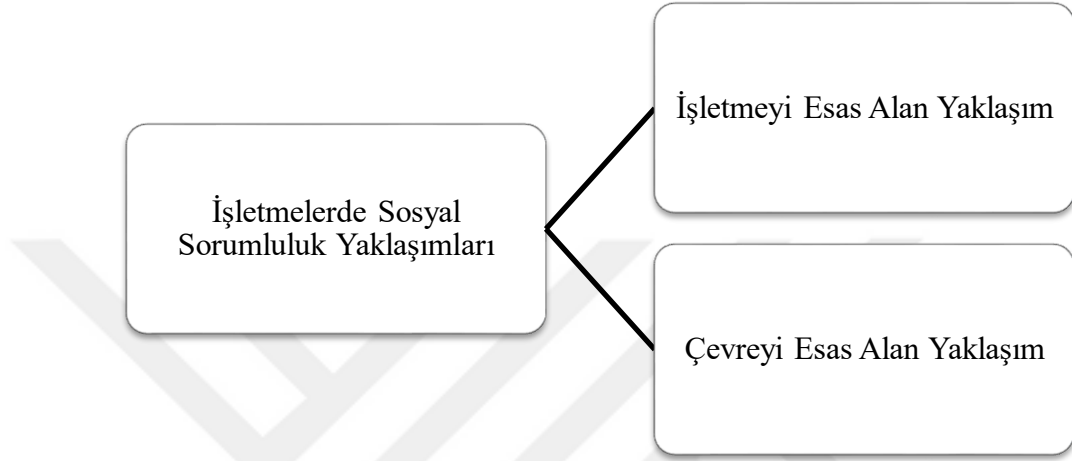 İşletmelerde Sosyal
Sorumluluk Yaklaşımları
İşletmeyi Esas Alan Yaklaşım
Çevreyi Esas Alan Yaklaşım